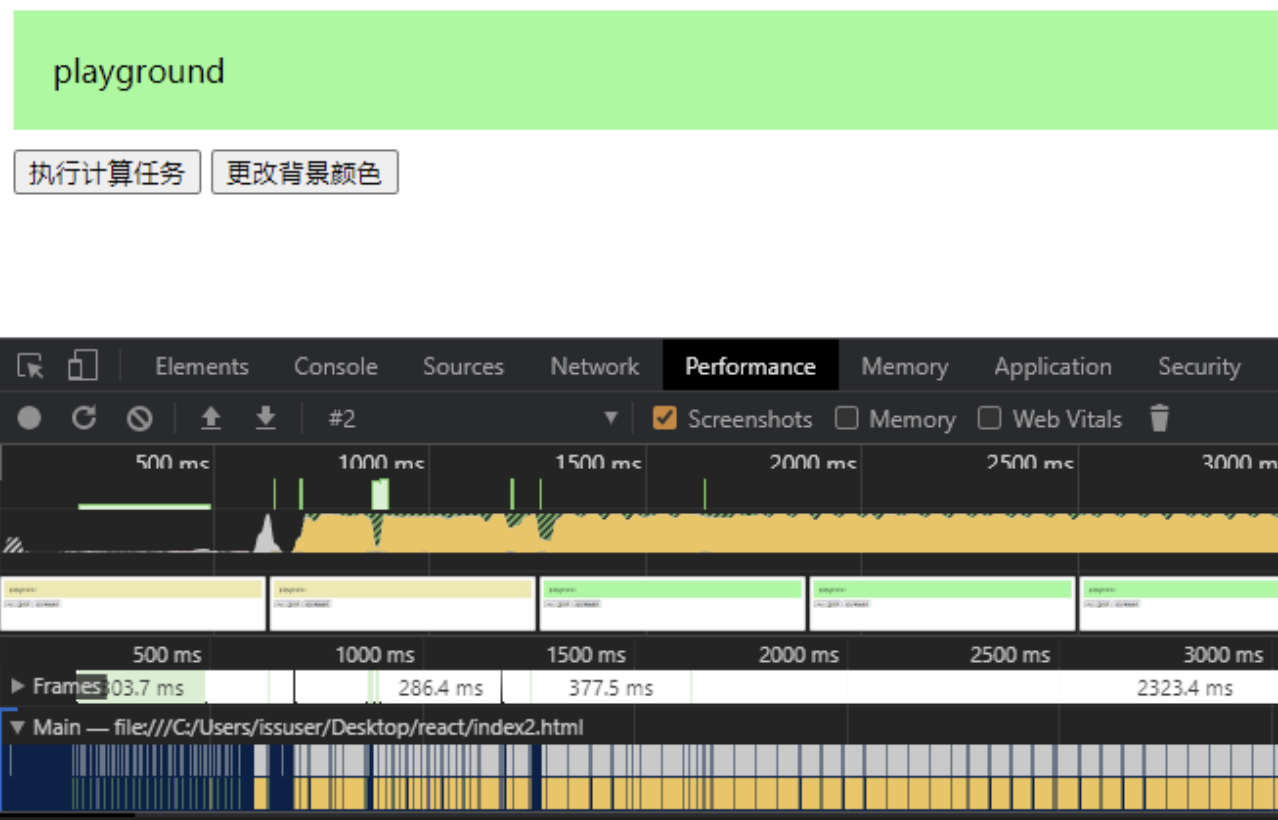 playground
执行计算任务 更改背景颜色
Elements Console Sources Network Performance Memory Application Security
#2 Screenshots Memory Web Vitals
500 ms 1000 ms 1500 ms 2000 ms 2500 ms 3000 m
500 ms 1000 ms 1500 ms 2000 ms 2500 ms 3000 ms
Frames 303.7 ms 286.4 ms 377.5 ms 2323.4 ms
Main — file:///C:/Users/issuser/Desktop/react/index2.html